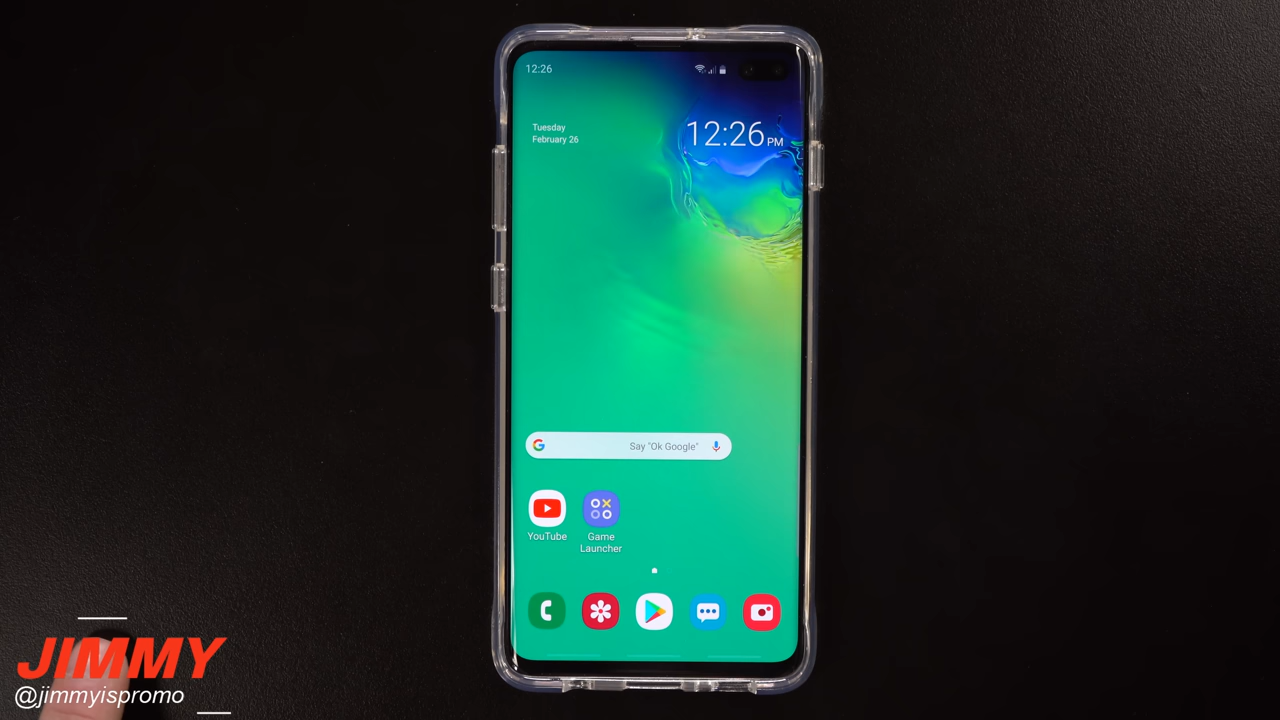 12:26
Tuesday
February 26
12:26 PM
Say "Ok Google"
YouTube
Game
Launcher
JIMMY
@jimmyispromo